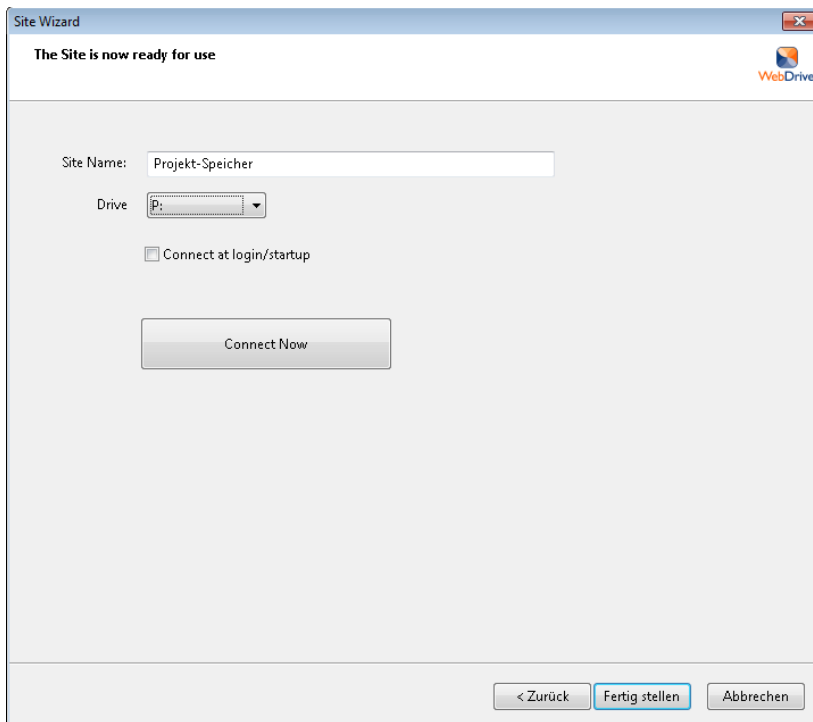 Site Wizard
The Site is now ready for use
WebDrive
Site Name: Projekt-Speicher
Drive P:
Connect at login/startup
Connect Now
< Zurück Fertig stellen Abbrechen